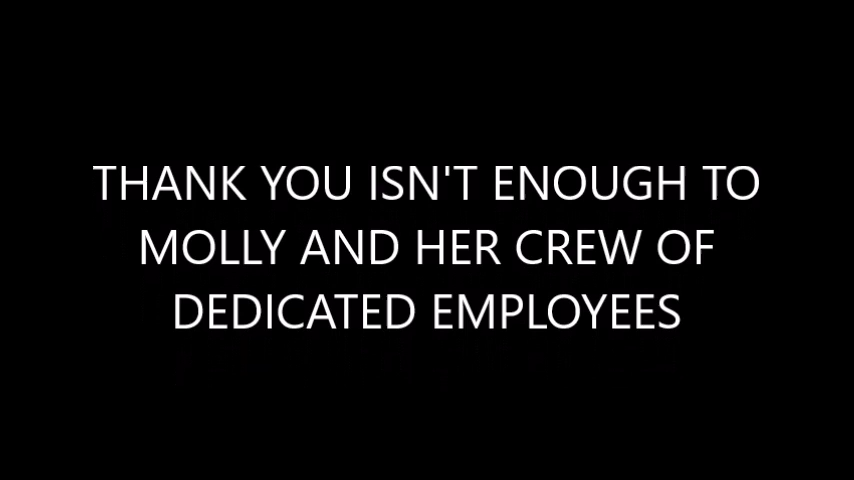 THANK YOU ISN'T ENOUGH TO
MOLLY AND HER CREW OF
DEDICATED EMPLOYEES